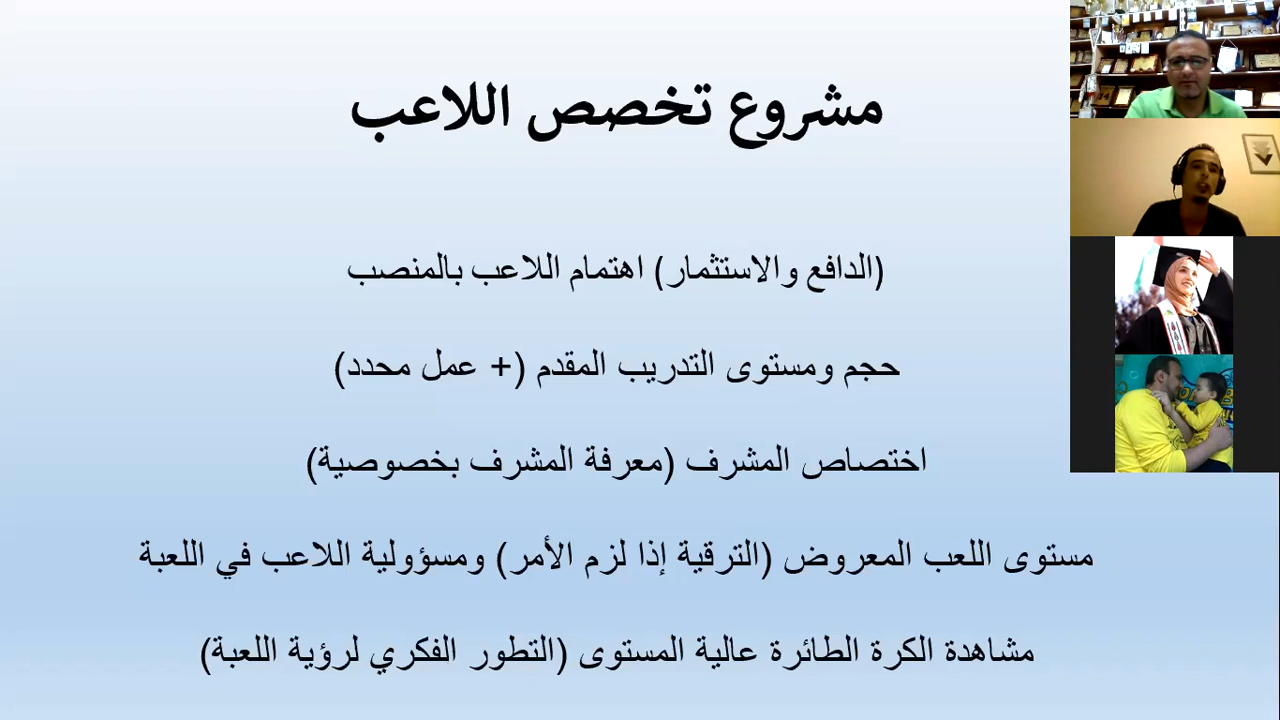 مشروع تخصص اللاعب
(الدافع والاستثمار) اهتمام اللاعب بالمنصب
حجم ومستوى التدريب المقدم (+ عمل محدد)
اختصاص المشرف (معرفة المشرف بخصوصية)
مستوى اللعب المعروض (الترقية إذا لزم الأمر) ومسؤولية اللاعب في اللعبة
مشاهدة الكرة الطائرة عالية المستوى (التطور الفكري لرؤية اللعبة)